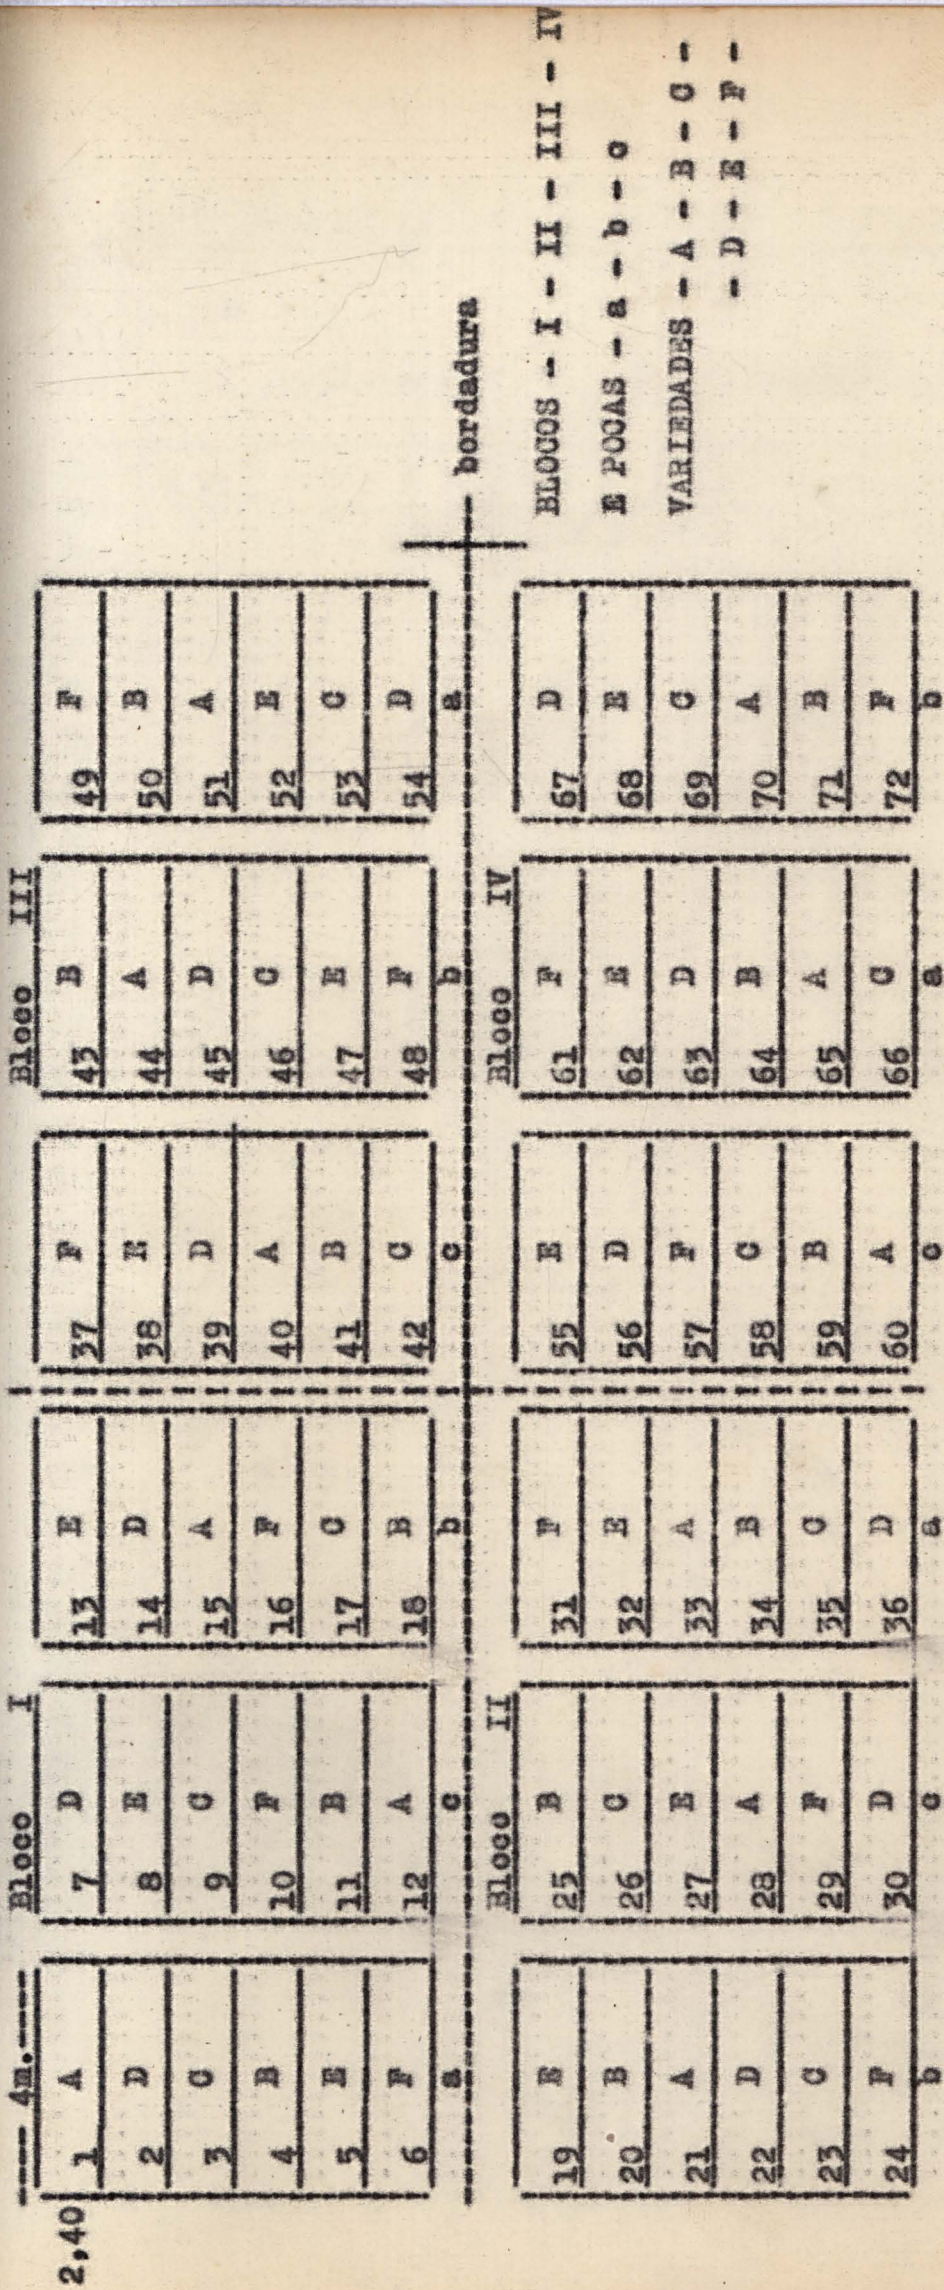 ---- 4m.----
Bloco I
Bloco III
2,40
1 A
2 D
3 C
4 B
5 E
6 F
a
7 D
8 E
9 C
10 F
11 B
12 A
c
13 E
14 D
15 A
16 F
17 C
18 B
b
37 F
38 E
39 D
40 A
41 B
42 C
c
43 B
44 A
45 D
46 C
47 E
48 F
b
49 F
50 B
51 A
52 E
53 C
54 D
a
bordadura
Bloco II
Bloco IV
19 E
20 B
21 A
22 D
23 C
24 F
b
25 B
26 C
27 E
28 A
29 F
30 D
c
31 F
32 E
33 A
34 B
35 C
36 D
a
55 E
56 D
57 F
58 C
59 B
60 A
c
61 F
62 E
63 D
64 B
65 A
66 C
a
67 D
68 E
69 C
70 A
71 B
72 F
b
BLOCOS - I - II - III - IV
E POCAS - a - b - c
VARIEDADES - A - B - C -
- D - E - F -